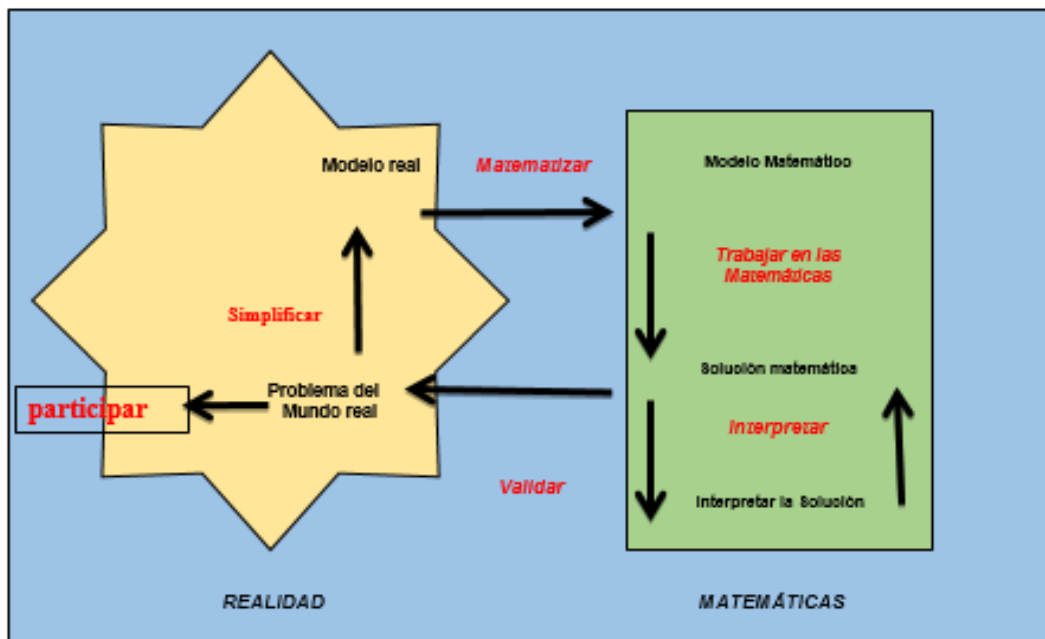 Modelo real
Matematizar
Modelo Matemático
Trabajar en las
Matemáticas
Simplificar
Solución matemática
Problema del
Mundo real
participar
Interpretar
Validar
Interpretar la Solución
REALIDAD
MATEMÁTICAS